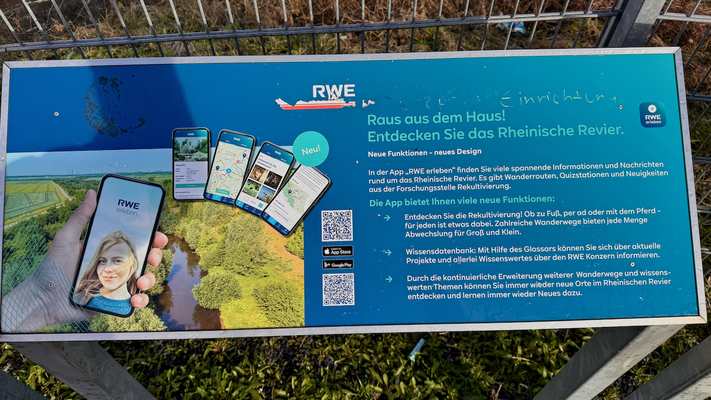 RWE
Einrichtung
Raus aus dem Haus!
Entdecken Sie das Rheinische Revier.
RWE
erleben
Neue Funktionen – neues Design
In der App „RWE erleben" finden Sie viele spannende Informationen und Nachrichten
rund um das Rheinische Revier. Es gibt Wanderrouten, Quizstationen und Neuigkeiten
aus der Forschungsstelle Rekultivierung.
Die App bietet Ihnen viele neue Funktionen:
→ Entdecken Sie die Rekultivierung! Ob zu Fuß, per ad oder mit dem Pferd –
für jeden ist etwas dabei. Zahlreiche Wanderwege bieten jede Menge
Abwechslung für Groß und Klein.
→ Wissensdatenbank: Mit Hilfe des Glossars können Sie sich über aktuelle
Projekte und allerlei Wissenswertes über den RWE Konzern informieren.
→ Durch die kontinuierliche Erweiterung weiterer Wanderwege und wissens-
werten Themen können Sie immer wieder neue Orte im Rheinischen Revier
entdecken und lernen immer wieder Neues dazu.
Neu!
RWE
erleben
App Store
Google Play